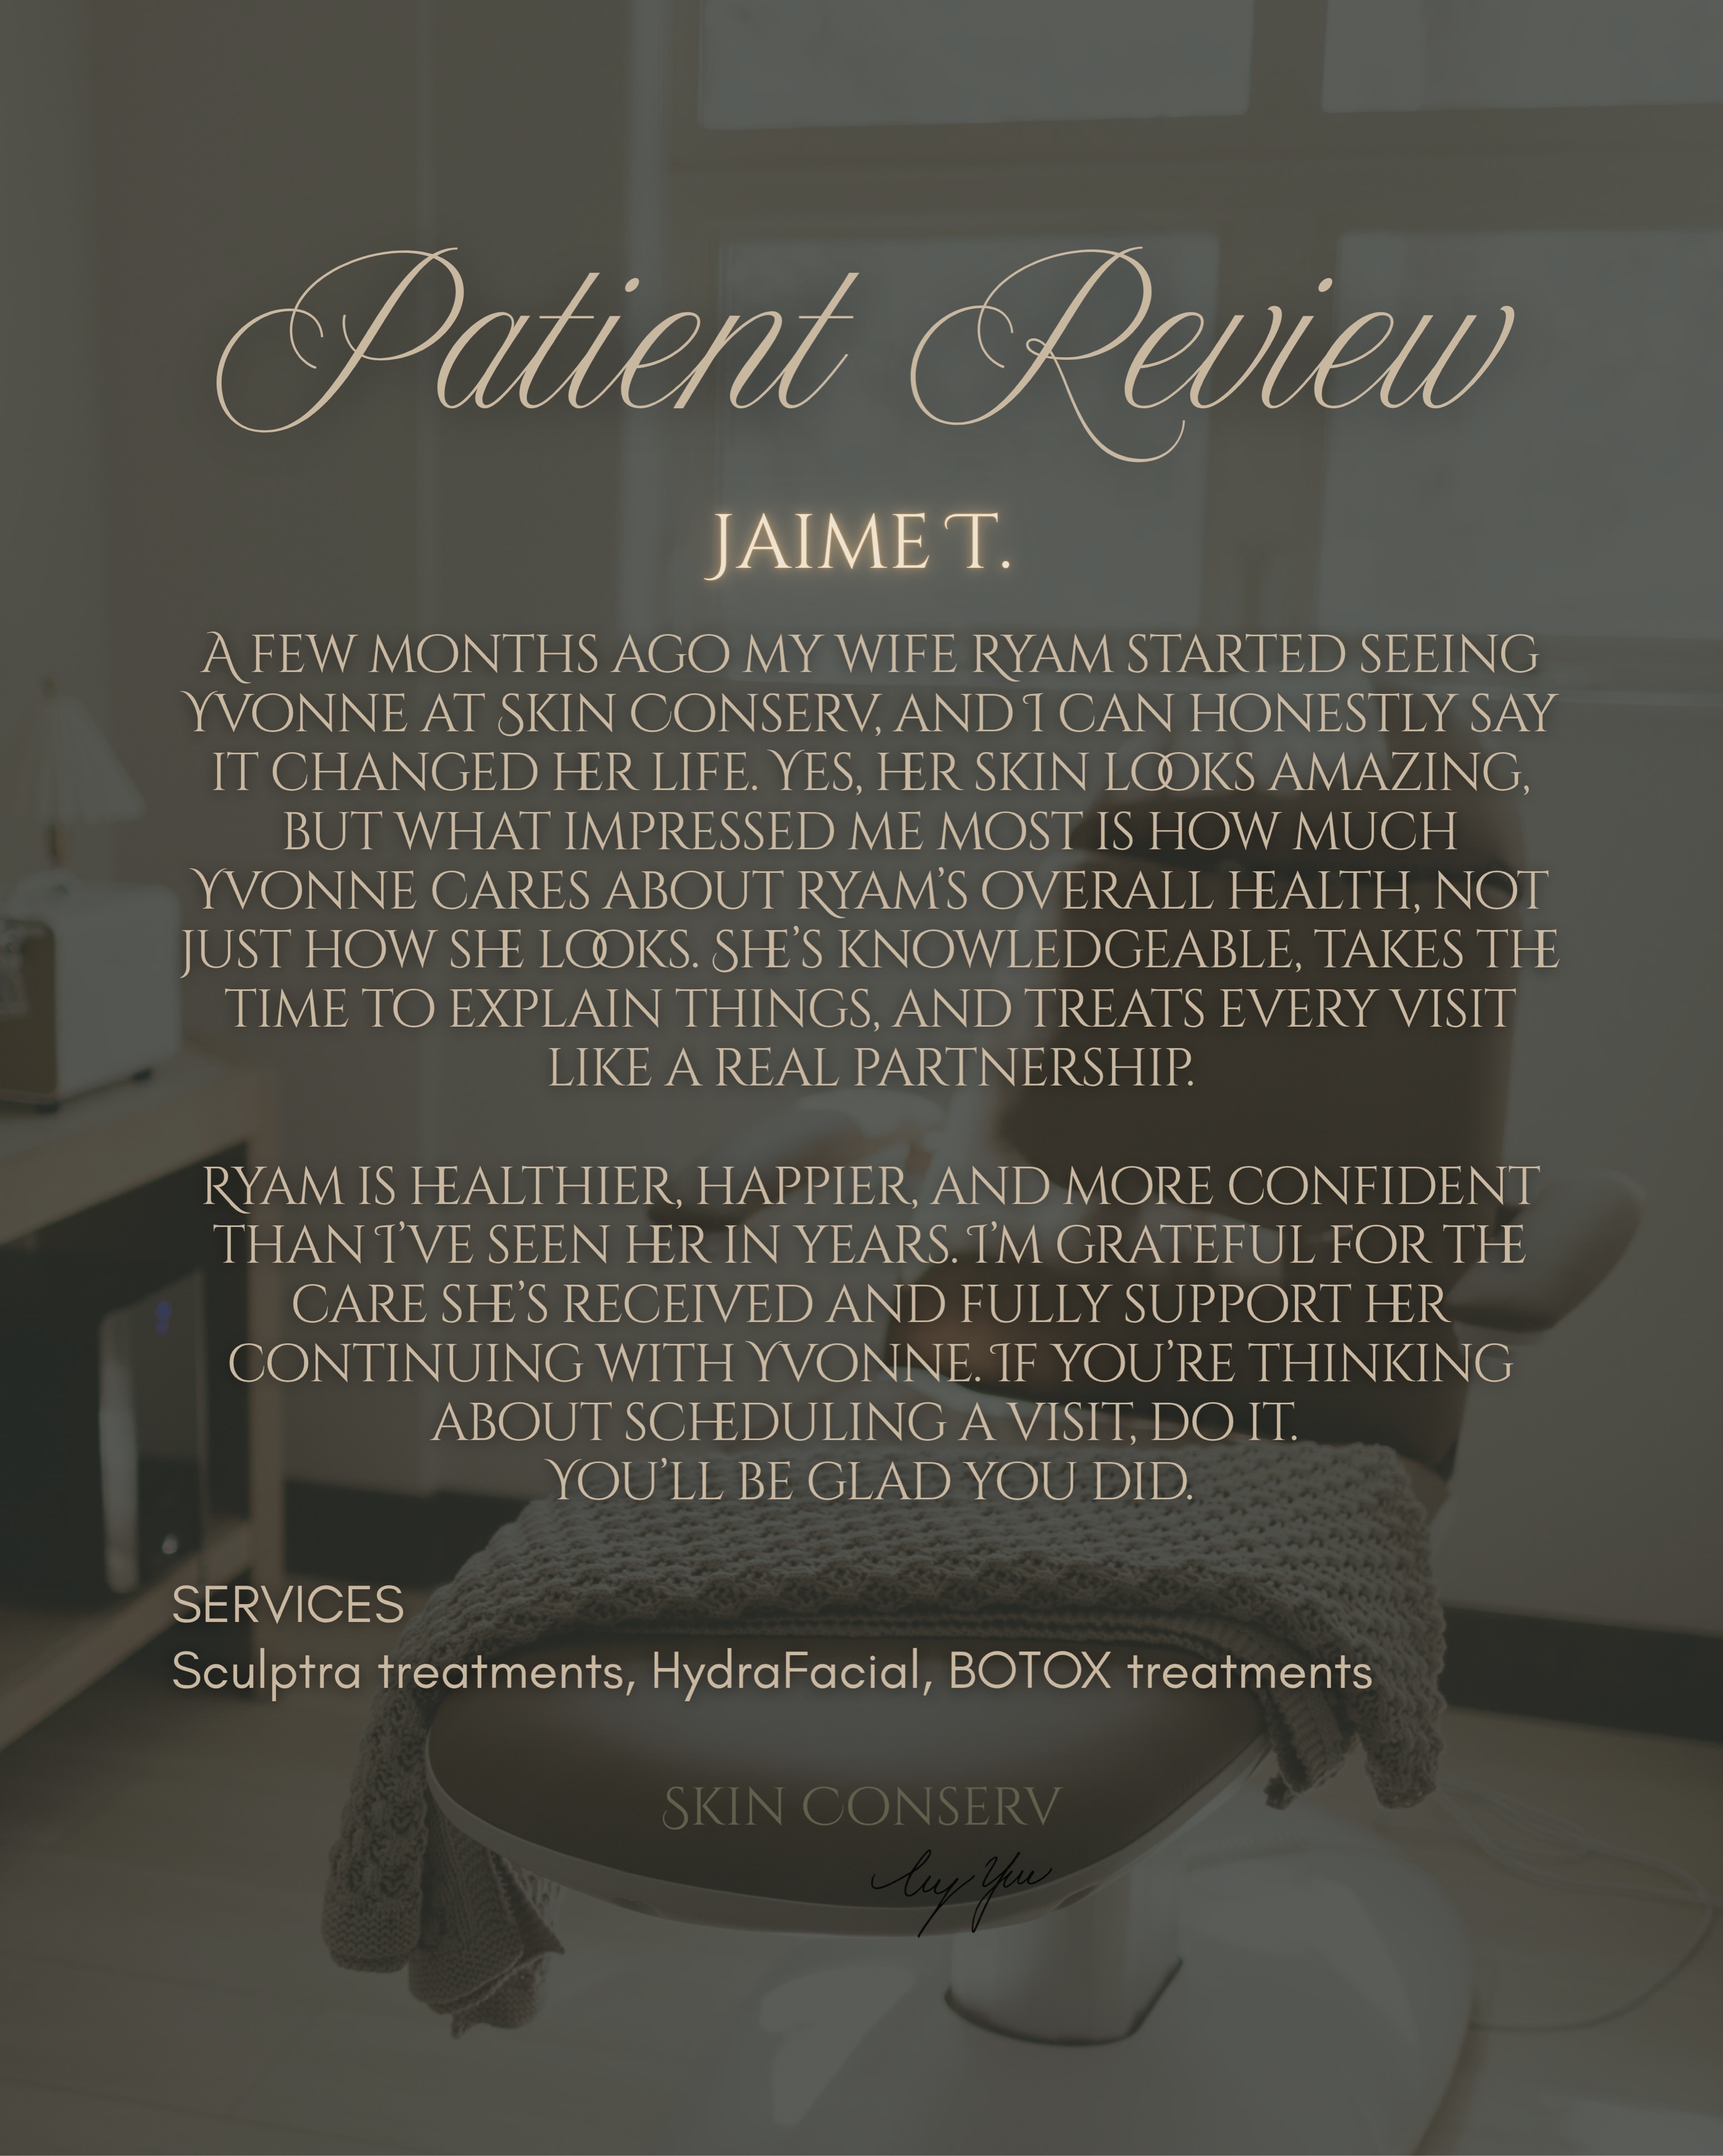 Patient Review
JAIME T.
A FEW MONTHS AGO MY WIFE RYAM STARTED SEEING
YVONNE AT SKIN CONSERV, AND I CAN HONESTLY SAY
IT CHANGED HER LIFE. YES, HER SKIN LOOKS AMAZING,
BUT WHAT IMPRESSED ME MOST IS HOW MUCH
YVONNE CARES ABOUT RYAM’S OVERALL HEALTH, NOT
JUST HOW SHE LOOKS. SHE’S KNOWLEDGEABLE, TAKES THE
TIME TO EXPLAIN THINGS, AND TREATS EVERY VISIT
LIKE A REAL PARTNERSHIP.
RYAM IS HEALTHIER, HAPPIER, AND MORE CONFIDENT
THAN I’VE SEEN HER IN YEARS. I’M GRATEFUL FOR THE
CARE SHE’S RECEIVED AND FULLY SUPPORT HER
CONTINUING WITH YVONNE. IF YOU’RE THINKING
ABOUT SCHEDULING A VISIT, DO IT.
YOU’LL BE GLAD YOU DID.
SERVICES
Sculptra treatments, HydraFacial, BOTOX treatments
SKIN CONSERV